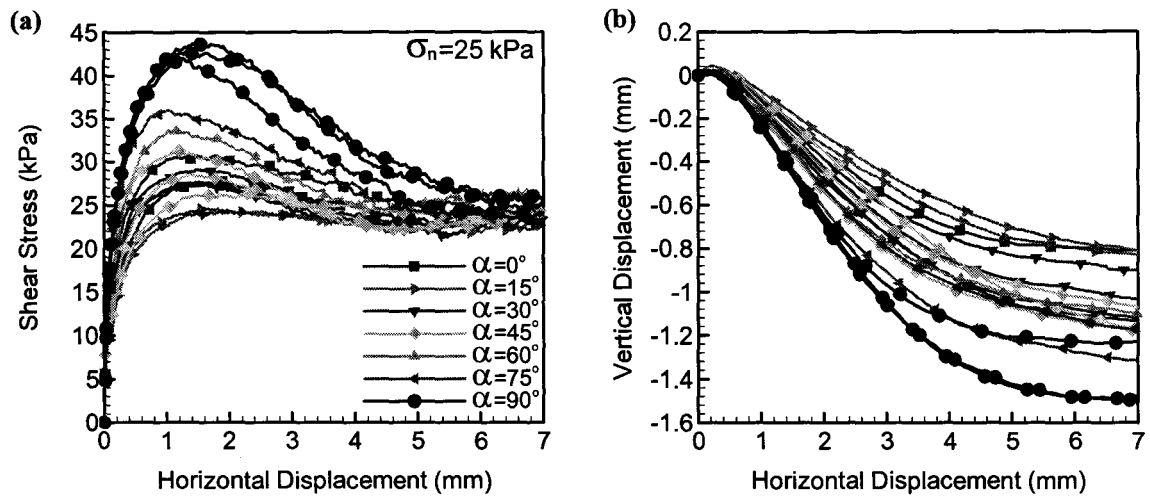 (a)
σn=25 kPa
45
40
35
30
25
20
15
10
5
0
Shear Stress (kPa)
α=0°
α=15°
α=30°
α=45°
α=60°
α=75°
α=90°
0 1 2 3 4 5 6 7
Horizontal Displacement (mm)
(b)
0.2
0
-0.2
-0.4
-0.6
-0.8
-1
-1.2
-1.4
-1.6
Vertical Displacement (mm)
0 1 2 3 4 5 6 7
Horizontal Displacement (mm)